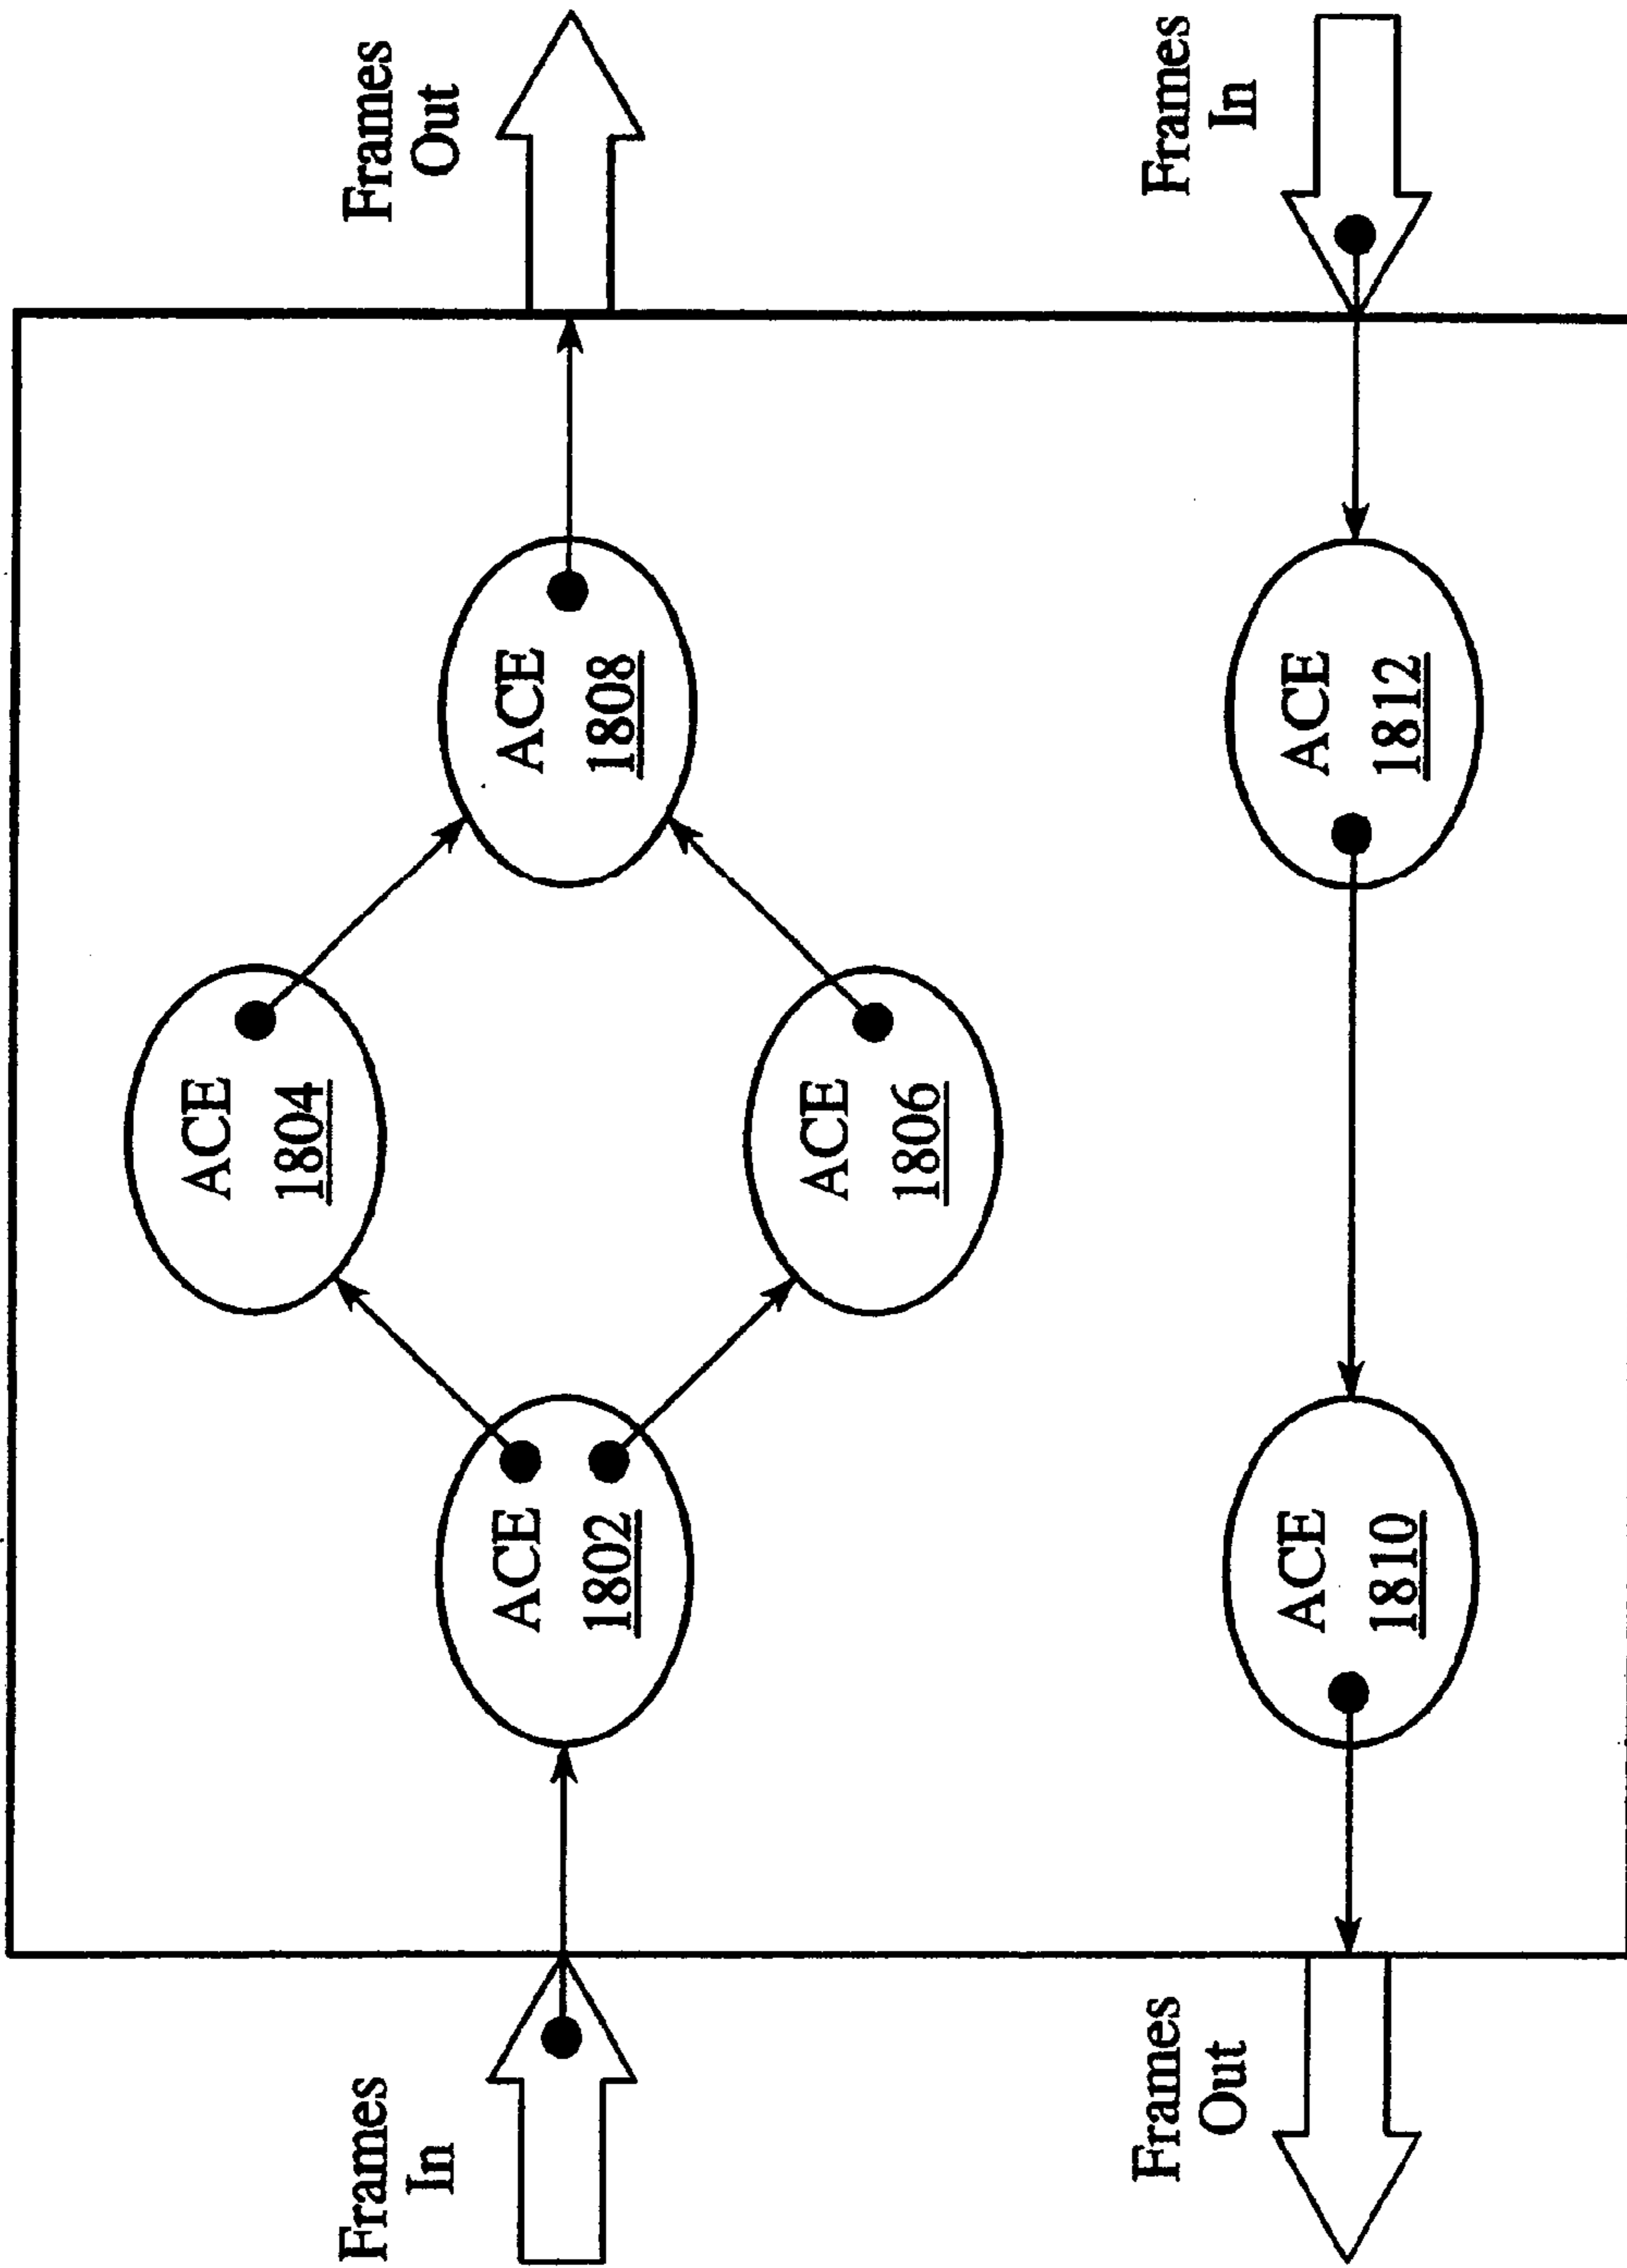 Frames
In
Frames
Out
ACE
1802
ACE
1804
ACE
1806
ACE
1808
Frames
Out
Frames
In
ACE
1810
ACE
1812